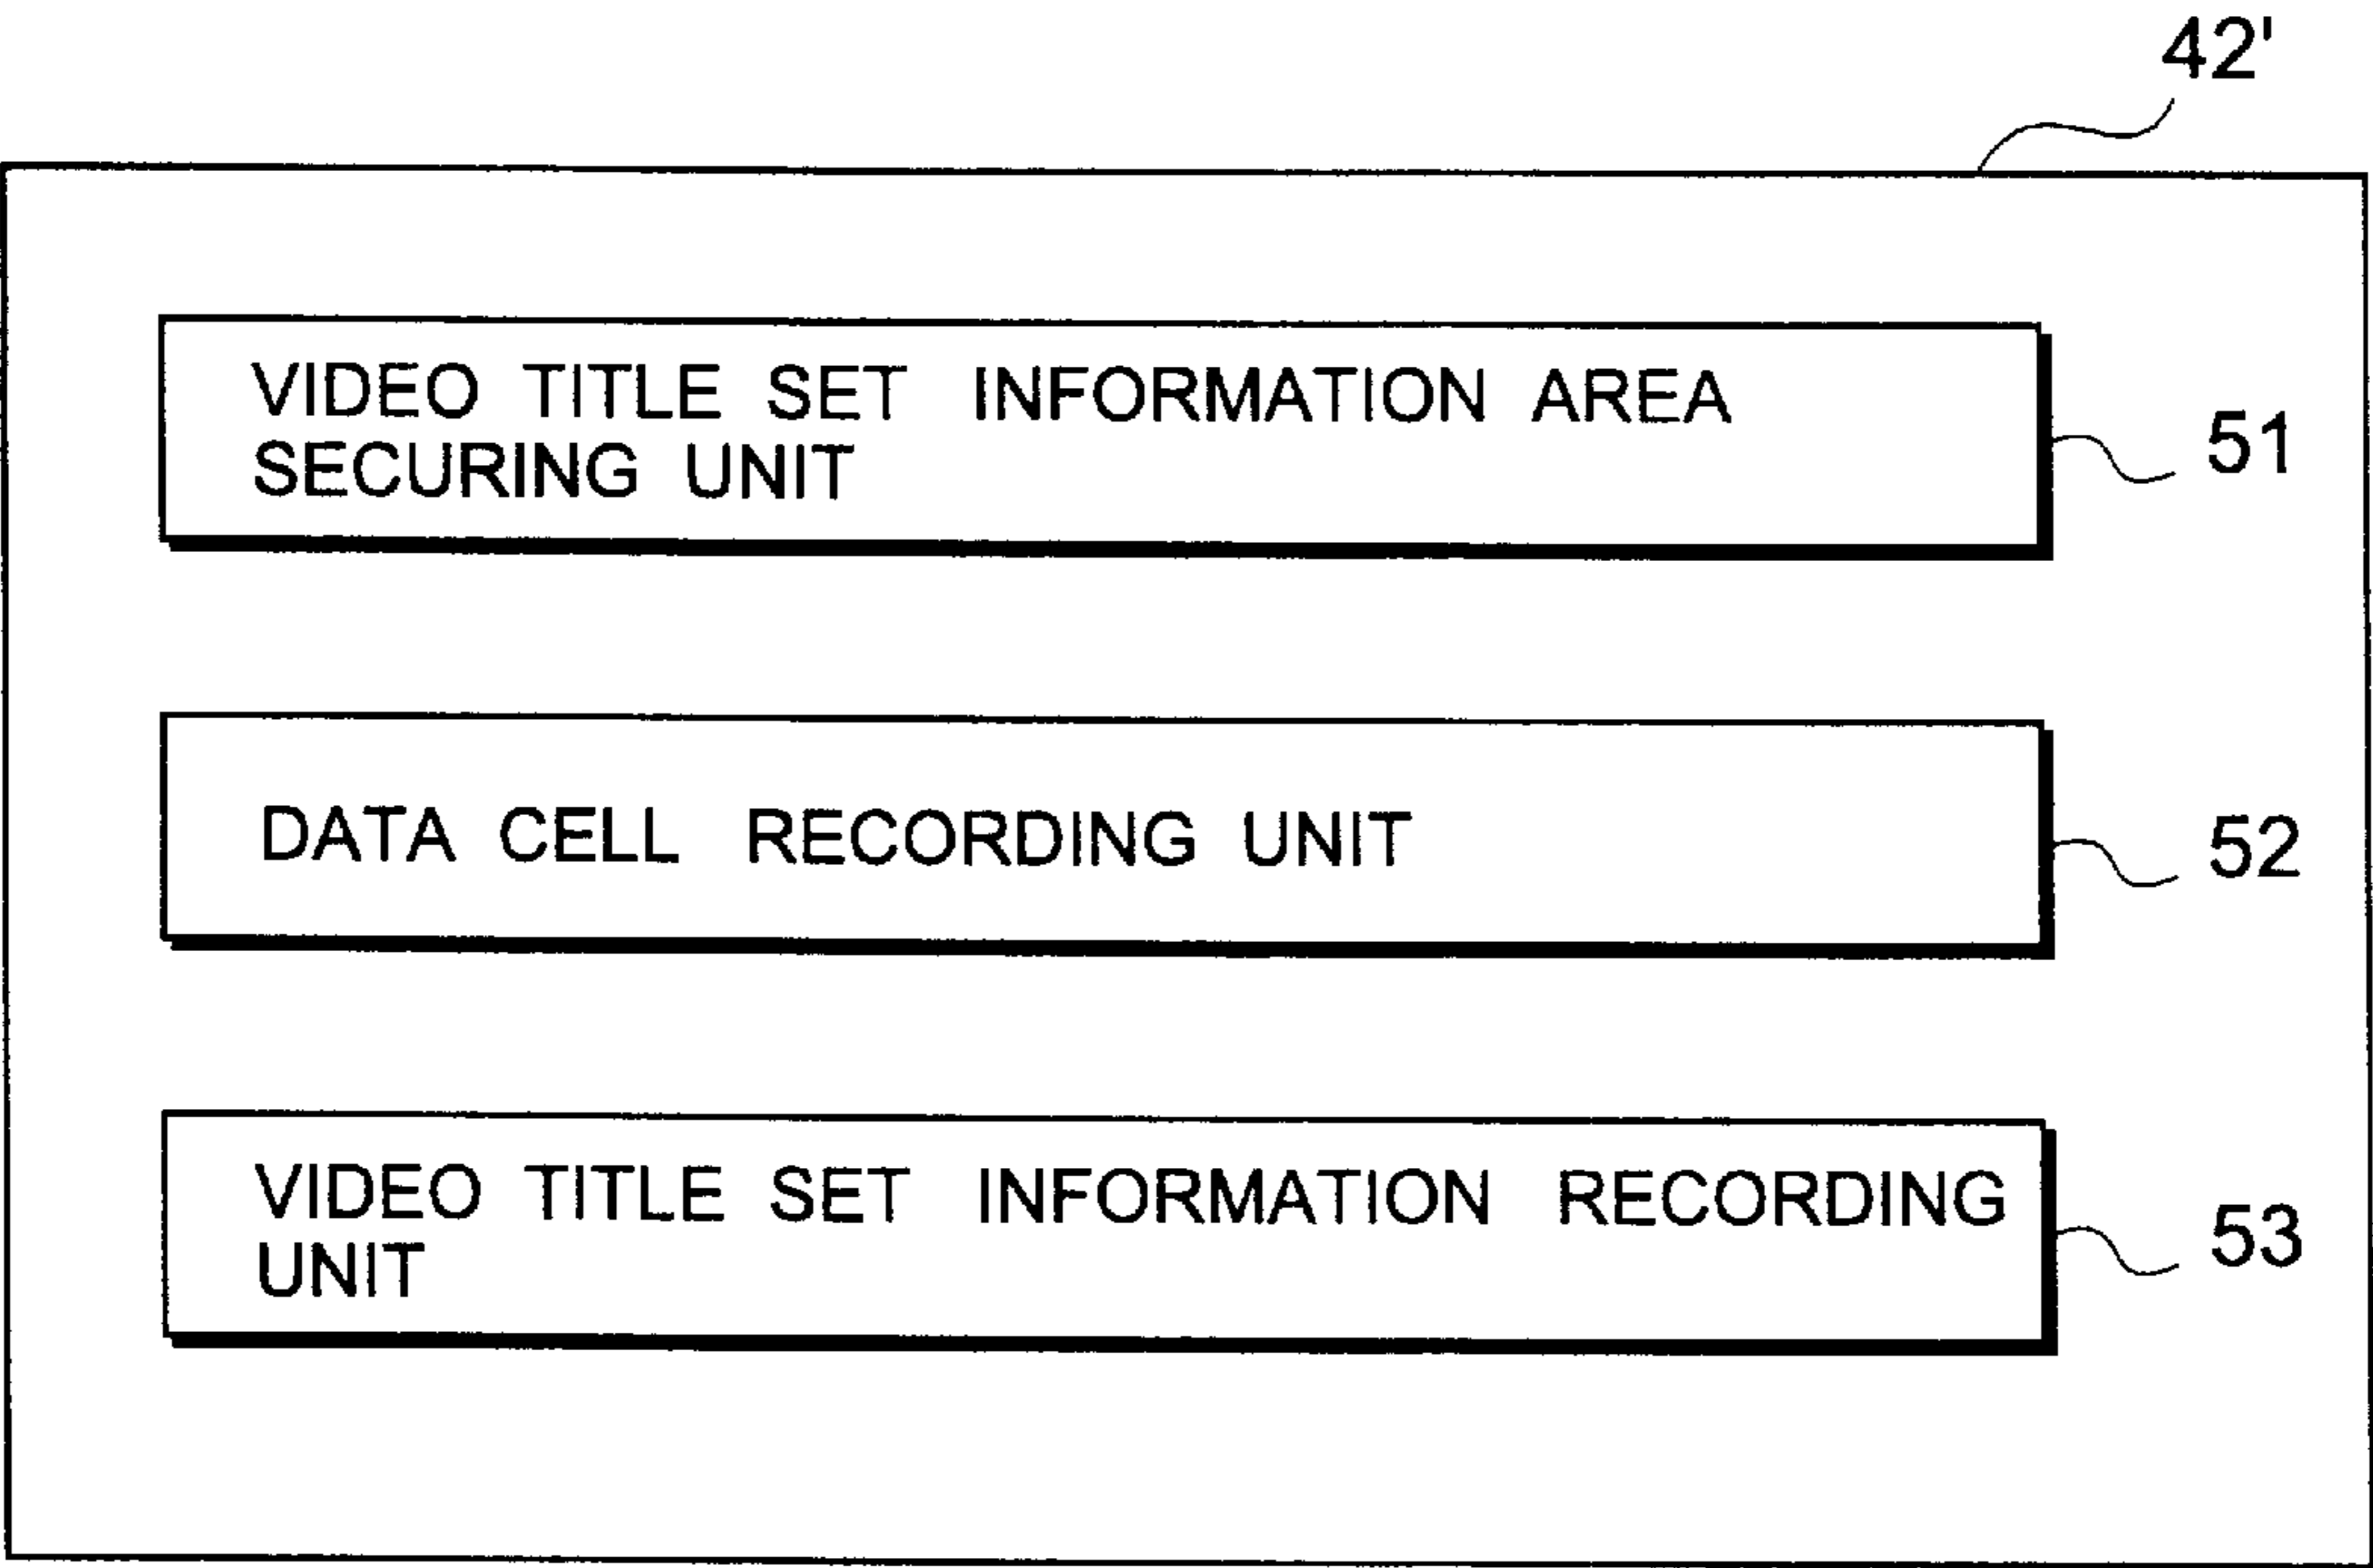 42'
VIDEO TITLE SET INFORMATION AREA
SECURING UNIT
51
DATA CELL RECORDING UNIT
52
VIDEO TITLE SET INFORMATION RECORDING
UNIT
53